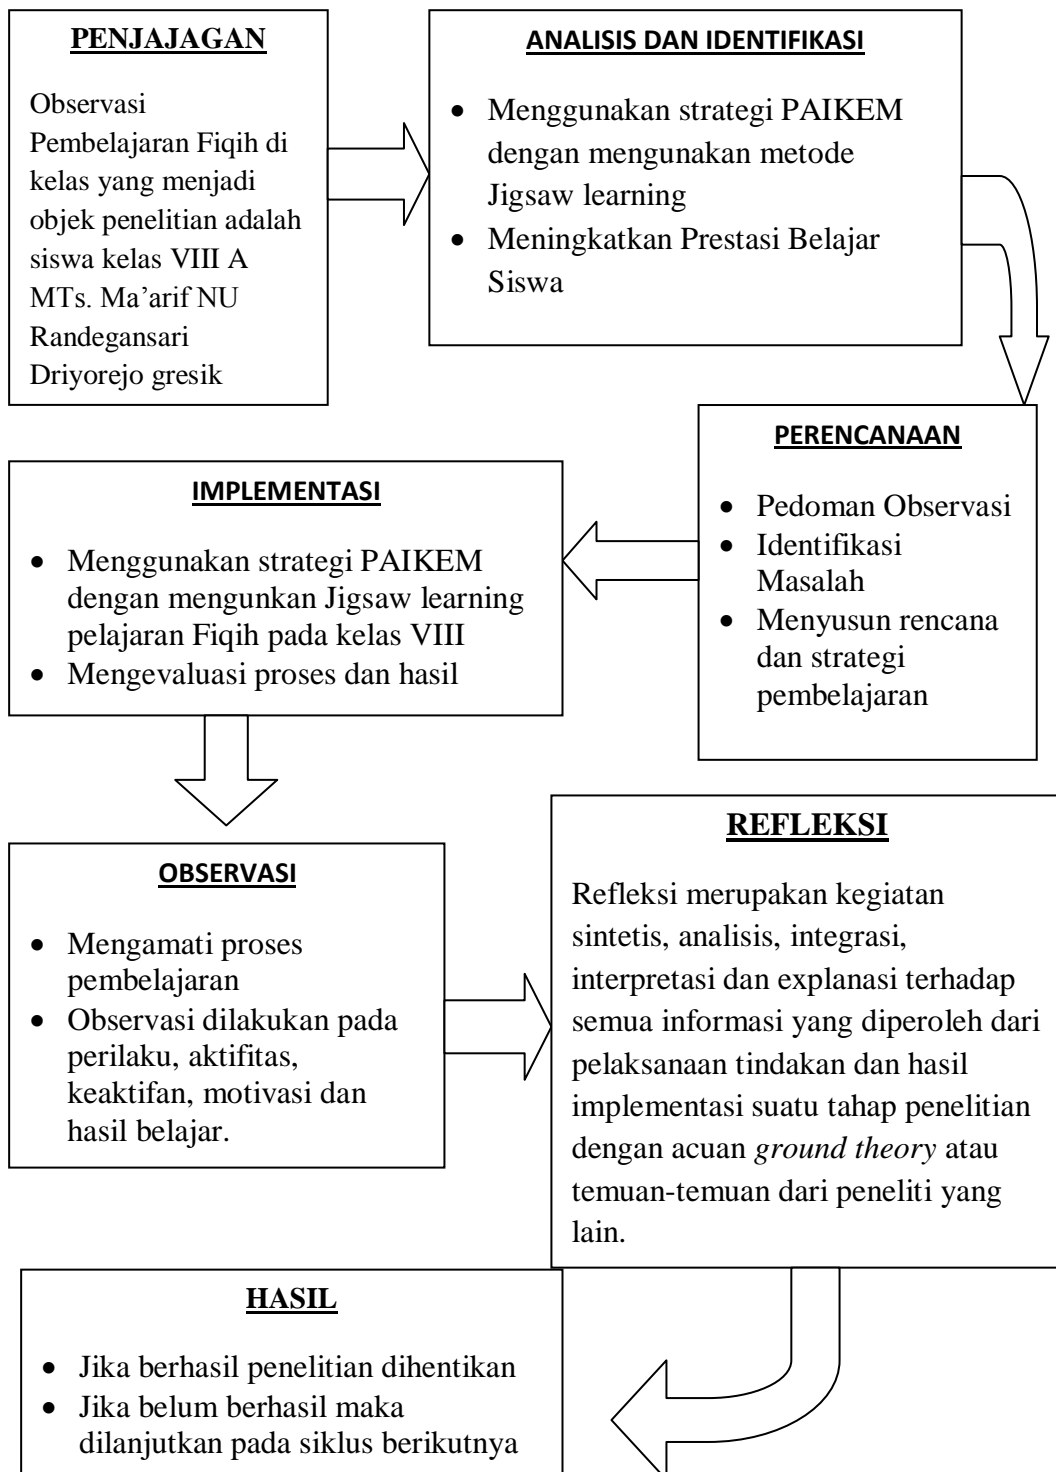 PENJAJAGAN
Observasi
Pembelajaran Fiqih di
kelas yang menjadi
objek penelitian adalah
siswa kelas VIII A
MTs. Ma’arif NU
Randegansari
Driyorejo gresik
ANALISIS DAN IDENTIFIKASI
• Menggunakan strategi PAIKEM
dengan mengunakan metode
Jigsaw learning
• Meningkatkan Prestasi Belajar
Siswa
PERENCANAAN
• Pedoman Observasi
• Identifikasi
Masalah
• Menyusun rencana
dan strategi
pembelajaran
IMPLEMENTASI
• Menggunakan strategi PAIKEM
dengan mengunkan Jigsaw learning
pelajaran Fiqih pada kelas VIII
• Mengevaluasi proses dan hasil
OBSERVASI
• Mengamati proses
pembelajaran
• Observasi dilakukan pada
perilaku, aktifitas,
keaktifan, motivasi dan
hasil belajar.
REFLEKSI
Refleksi merupakan kegiatan
sintetis, analisis, integrasi,
interpretasi dan explanasi terhadap
semua informasi yang diperoleh dari
pelaksanaan tindakan dan hasil
implementasi suatu tahap penelitian
dengan acuan ground theory atau
temuan-temuan dari peneliti yang
lain.
HASIL
• Jika berhasil penelitian dihentikan
• Jika belum berhasil maka
dilanjutkan pada siklus berikutnya